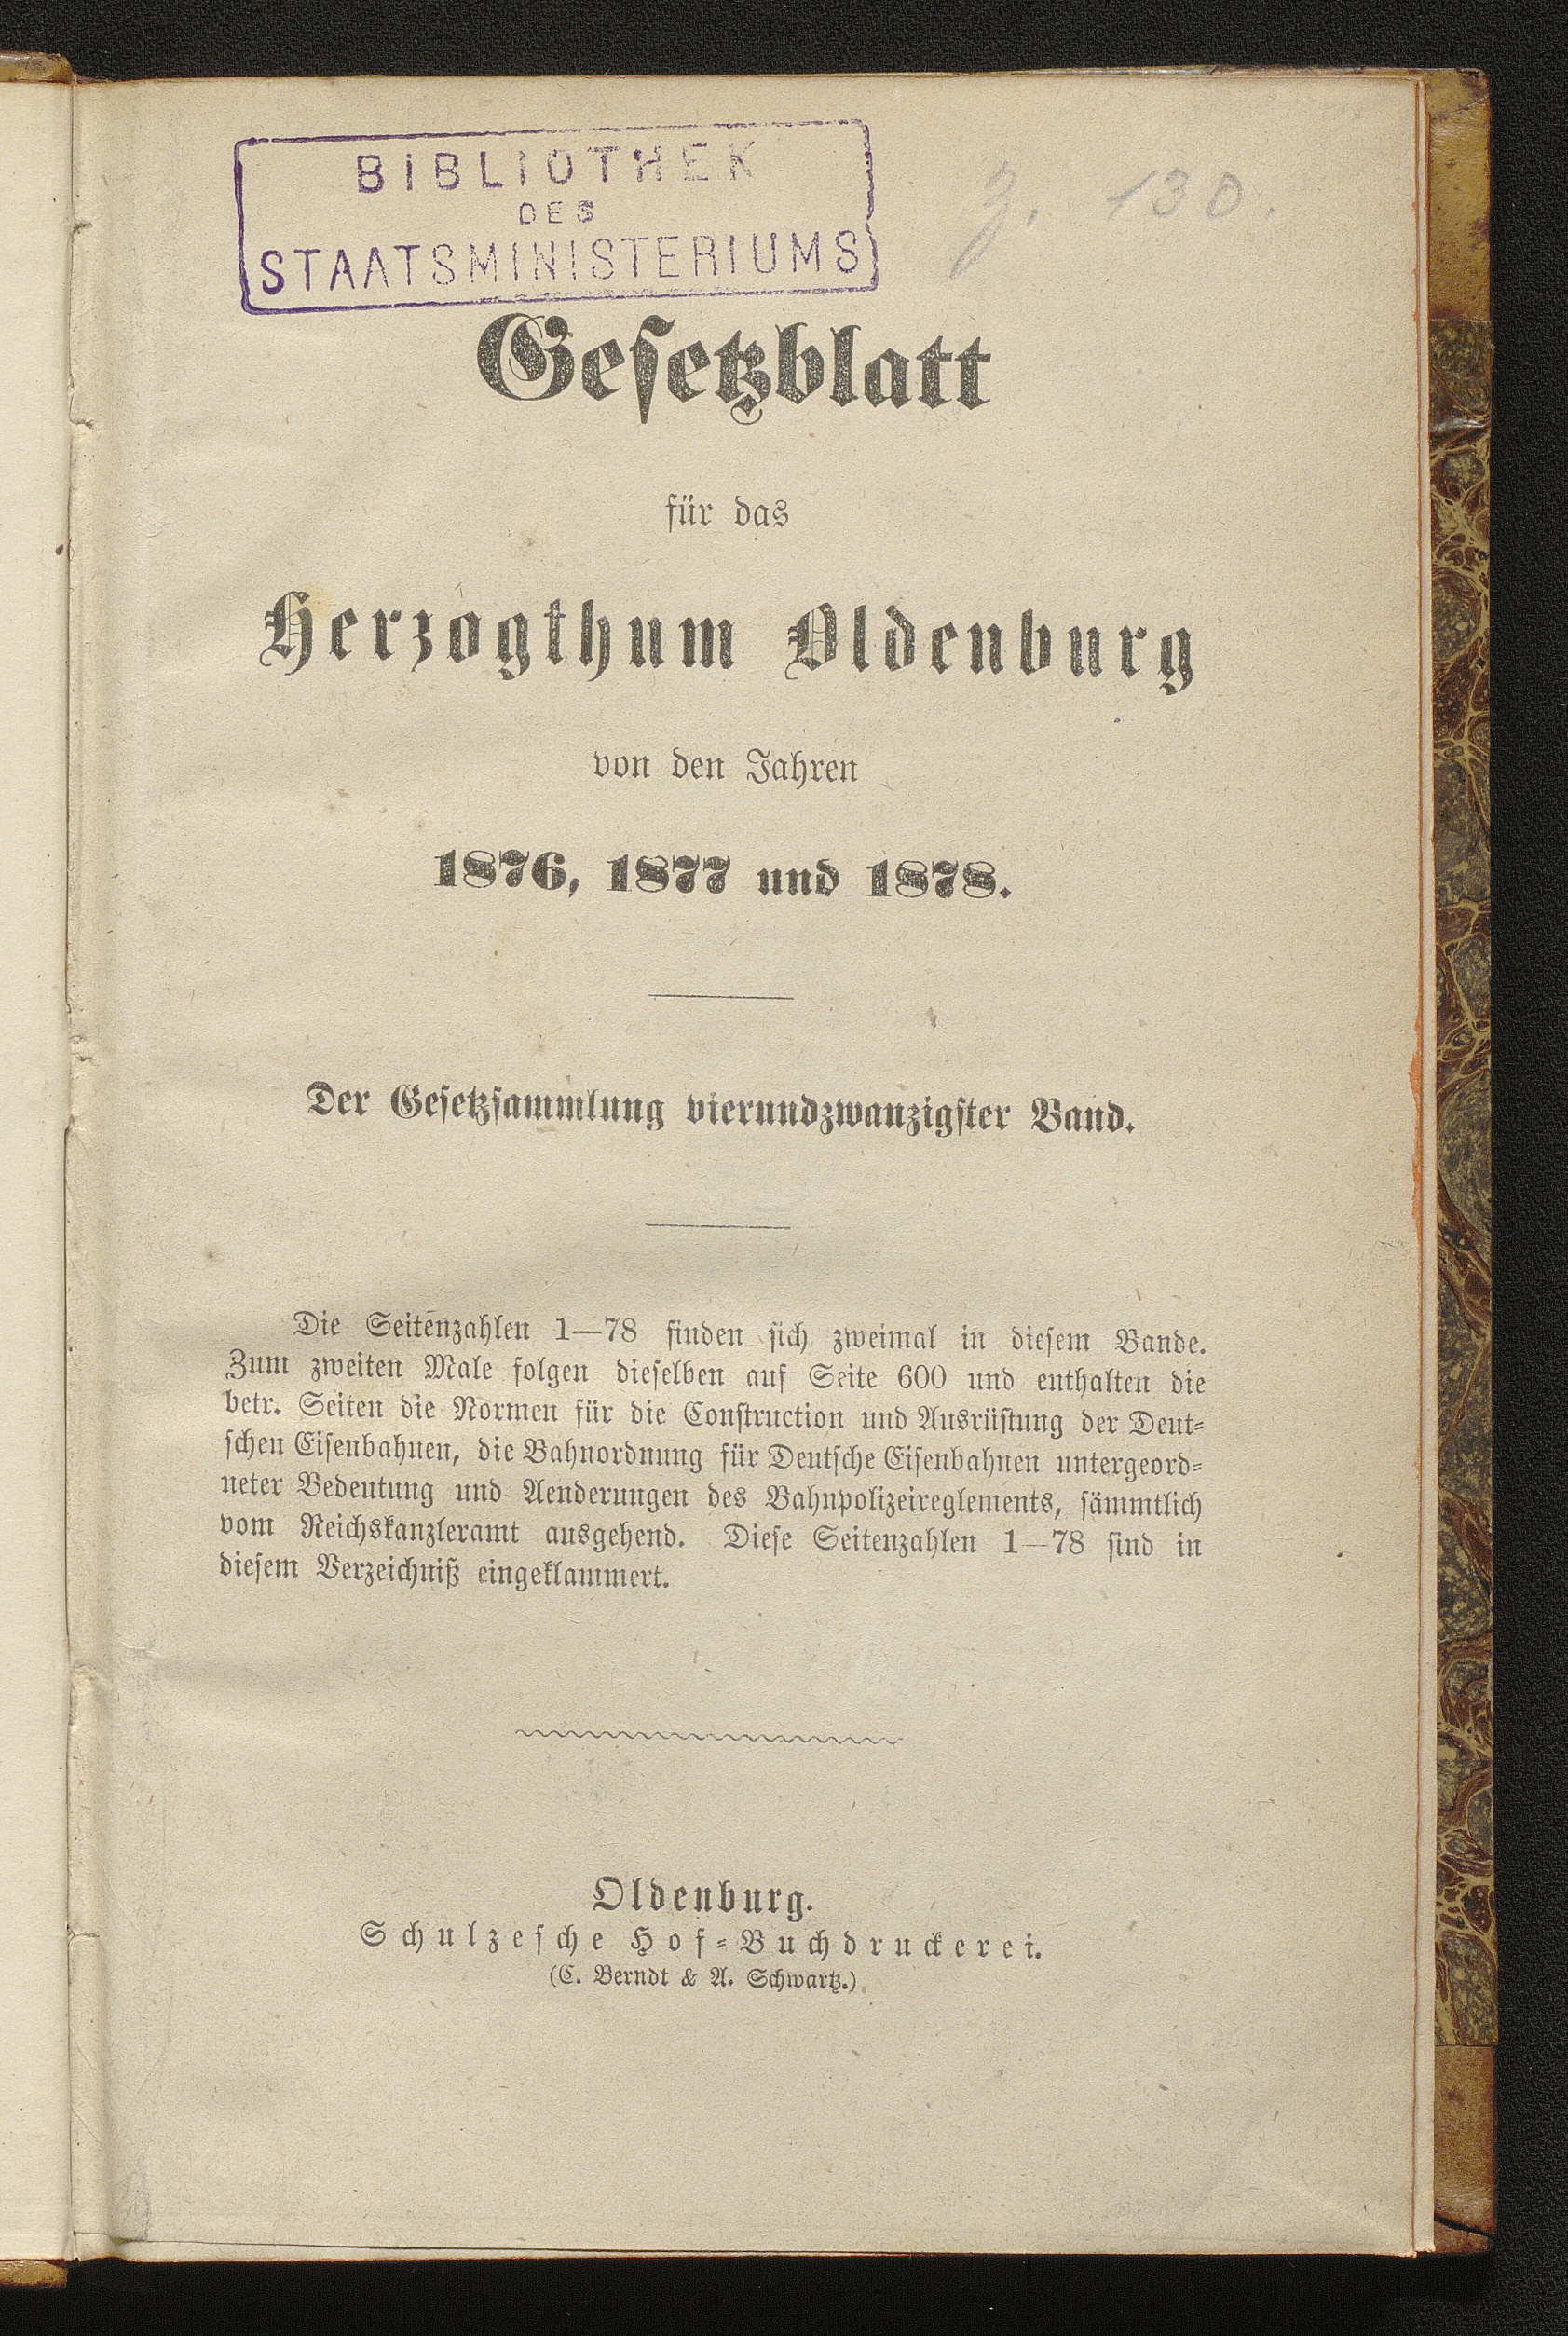 BIBLIOTHEK
DES
STAATSMINISTERIUMS
130.
Gesetzblatt
für das
Herzogthum Oldenburg
von den Jahren
1876, 1877 und 1878.
Der Gesetzsammlung vierundzwanzigster Band.
Die Seitenzahlen 1—78 finden sich zweimal in diesem Bande.
Zum zweiten Male folgen dieselben auf Seite 600 und enthalten die
betr. Seiten die Normen für die Construction und Ausrüstung der Deut-
schen Eisenbahnen, die Bahnordnung für Deutsche Eisenbahnen untergeord-
neter Bedeutung und Aenderungen des Bahnpolizeireglements, sämmtlich
vom Reichskanzleramt ausgehend. Diese Seitenzahlen 1—78 sind in
diesem Verzeichniß eingeklammert.
Oldenburg.
Schulzesche Hof-Buchdruckerei.
(C. Berndt & A. Schwartz.)